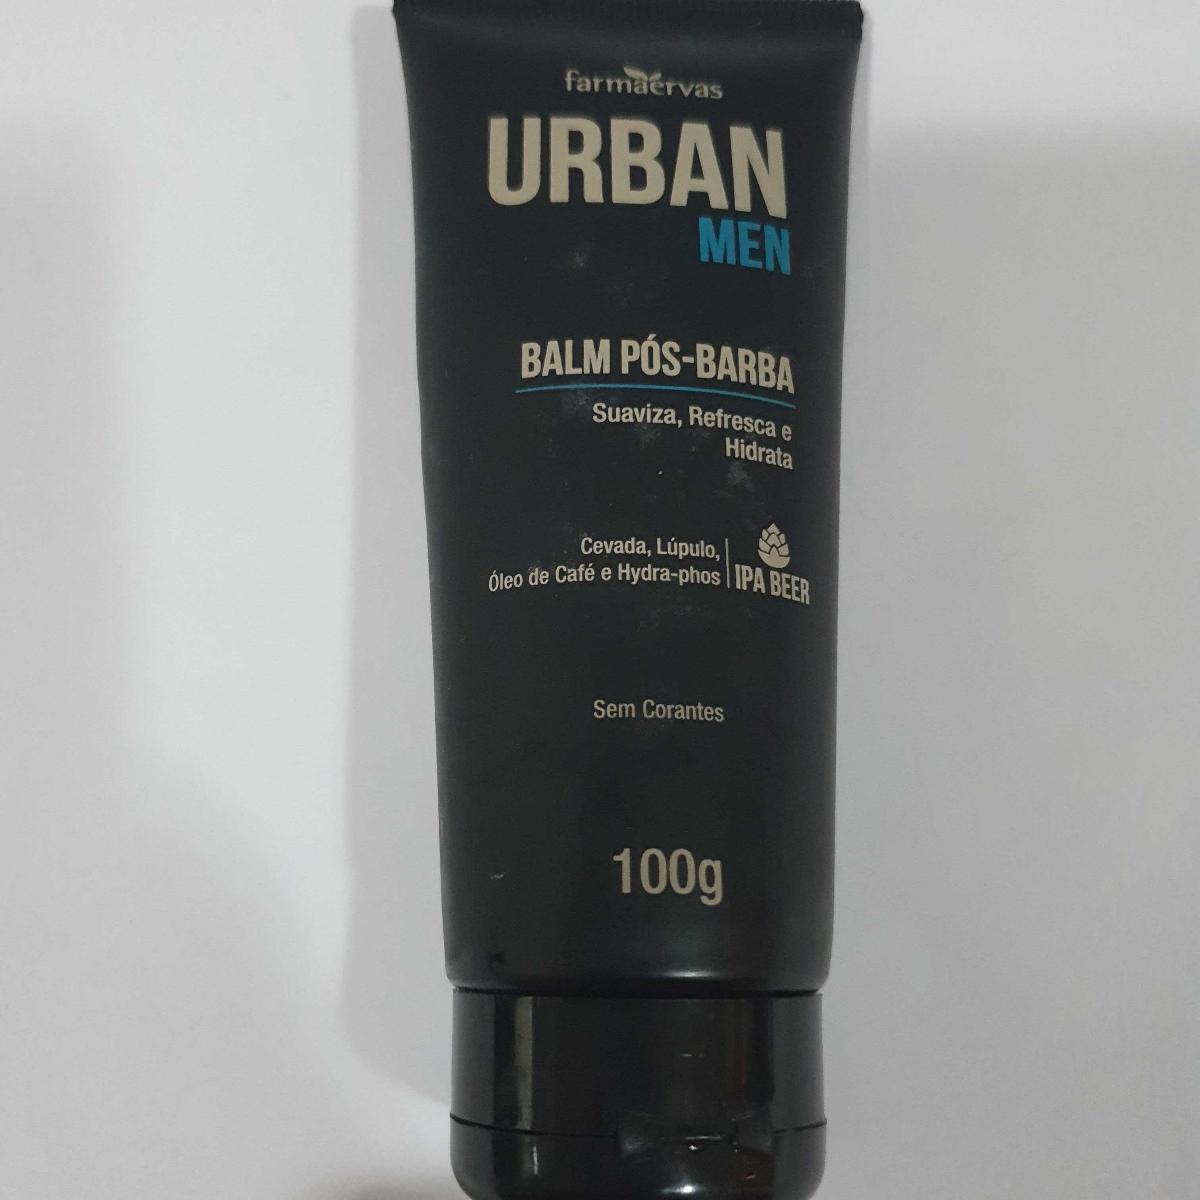 farmaervas
URBAN
MEN
BALM PÓS-BARBA
Suaviza, Refresca e
Hidrata
Cevada, Lúpulo,
Óleo de Café e Hydra-phos
IPA BEER
Sem Corantes
100g